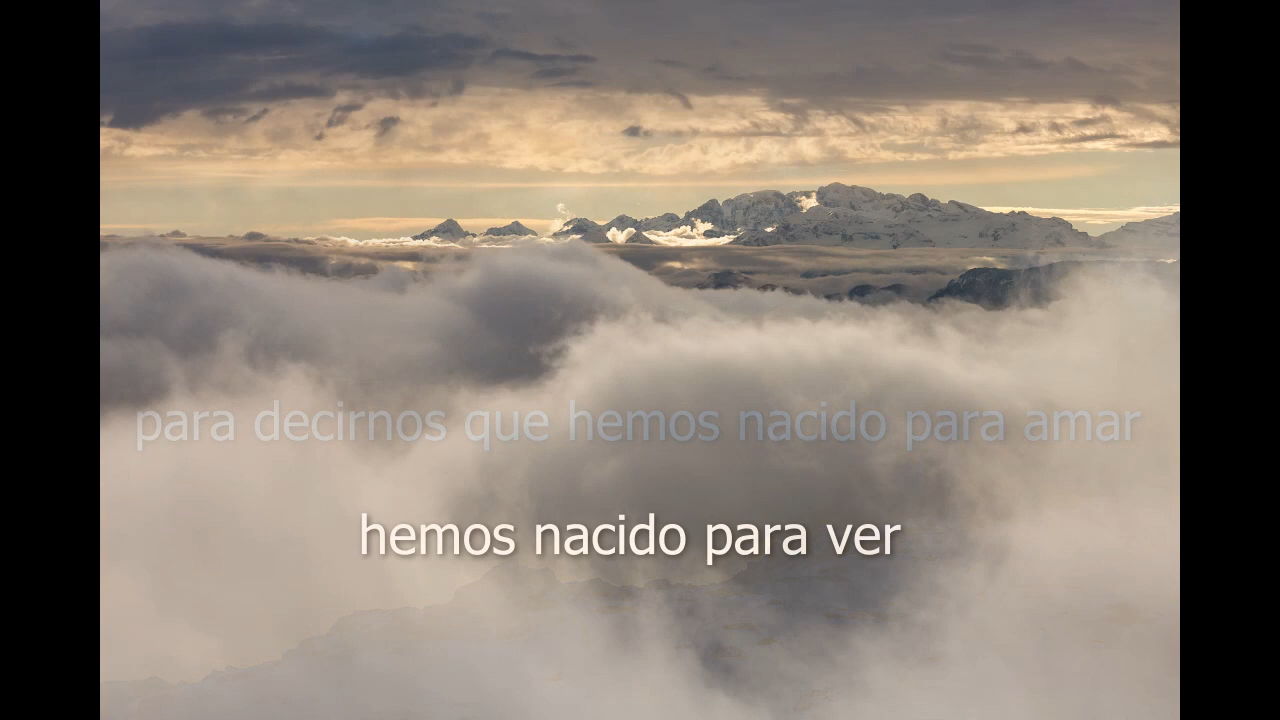 para decirnos que hemos nacido para amar
hemos nacido para ver